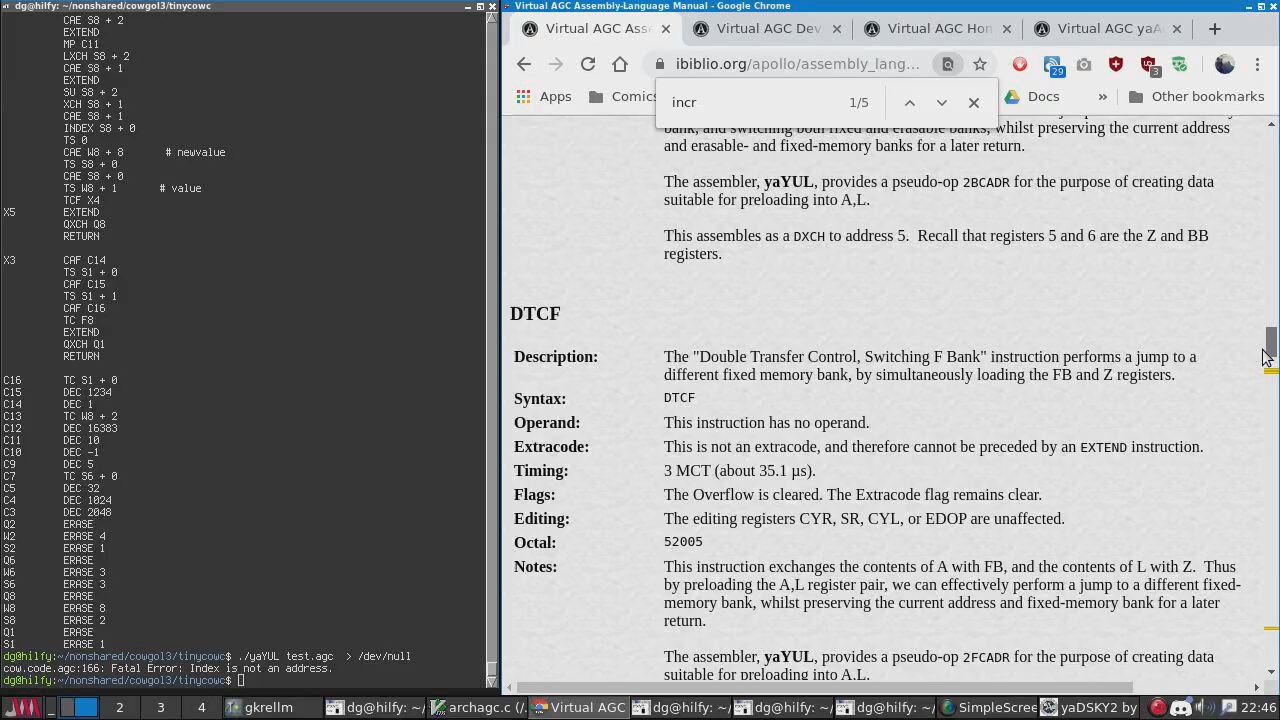 dg@hilfy: ~/nonshared/cowgol3/tinycowc
CAE S8 + 2
EXTEND
MP C11
LXCH S8 + 2
CAE S8 + 1
EXTEND
SU S8 + 2
XCH S8 + 1
CAE S8 + 1
INDEX S8 + 0
TS 0
CAE W8 + 8 # newvalue
TS S8 + 0
CAE S8 + 0
TS W8 + 1 # value
TCF X4
X5 EXTEND
QXCH Q8
RETURN
X3 CAF C14
TS S1 + 0
CAF C15
TS S1 + 1
CAF C16
TC F8
EXTEND
QXCH Q1
RETURN
C16 TC S1 + 0
C15 DEC 1234
C14 DEC 1
C13 TC W8 + 2
C12 DEC 16383
C11 DEC 10
C10 DEC -1
C9 DEC 5
C7 TC S6 + 0
C5 DEC 32
C4 DEC 1024
C3 DEC 2048
Q2 ERASE
W2 ERASE 4
S2 ERASE 1
Q6 ERASE
W6 ERASE 3
S6 ERASE 3
Q8 ERASE
W8 ERASE 8
S8 ERASE 2
Q1 ERASE
S1 ERASE 1
dg@hilfy:~/nonshared/cowgol3/tinycowc$ ./yaYUL test.agc > /dev/null
cow.code.agc:166: Fatal Error: Index is not an address.
dg@hilfy:~/nonshared/cowgol3/tinycowc$
Virtual AGC Assembly-Language Manual - Google Chrome
Virtual AGC Asse Virtual AGC Dev Virtual AGC Hor Virtual AGC yaA
ibiblio.org/apollo/assembly_lang... 29 3
Apps Comics Docs » Other bookmarks
incr 1/5
bank, and switching both fixed and erasable banks, whilst preserving the current address
and erasable- and fixed-memory banks for a later return.
The assembler, yaYUL, provides a pseudo-op 2BCADR for the purpose of creating data
suitable for preloading into A,L.
This assembles as a DXCH to address 5. Recall that registers 5 and 6 are the Z and BB
registers.
DTCF
Description: The "Double Transfer Control, Switching F Bank" instruction performs a jump to a
different fixed memory bank, by simultaneously loading the FB and Z registers.
Syntax: DTCF
Operand: This instruction has no operand.
Extracode: This is not an extracode, and therefore cannot be preceded by an EXTEND instruction.
Timing: 3 MCT (about 35.1 µs).
Flags: The Overflow is cleared. The Extracode flag remains clear.
Editing: The editing registers CYR, SR, CYL, or EDOP are unaffected.
Octal: 52005
Notes: This instruction exchanges the contents of A with FB, and the contents of L with Z. Thus
by preloading the A,L register pair, we can effectively perform a jump to a different fixed-
memory bank, whilst preserving the current address and fixed-memory bank for a later
return.
The assembler, yaYUL, provides a pseudo-op 2FCADR for the purpose of creating data
suitable for preloading into A,L.
2 3 4 gkrellm dg@hilfy: ~ archagc.c (/ Virtual AGC dg@hilfy: ~/ dg@hilfy: ~/ dg@hilfy: ~/ SimpleScree yaDSKY2 by 22:46